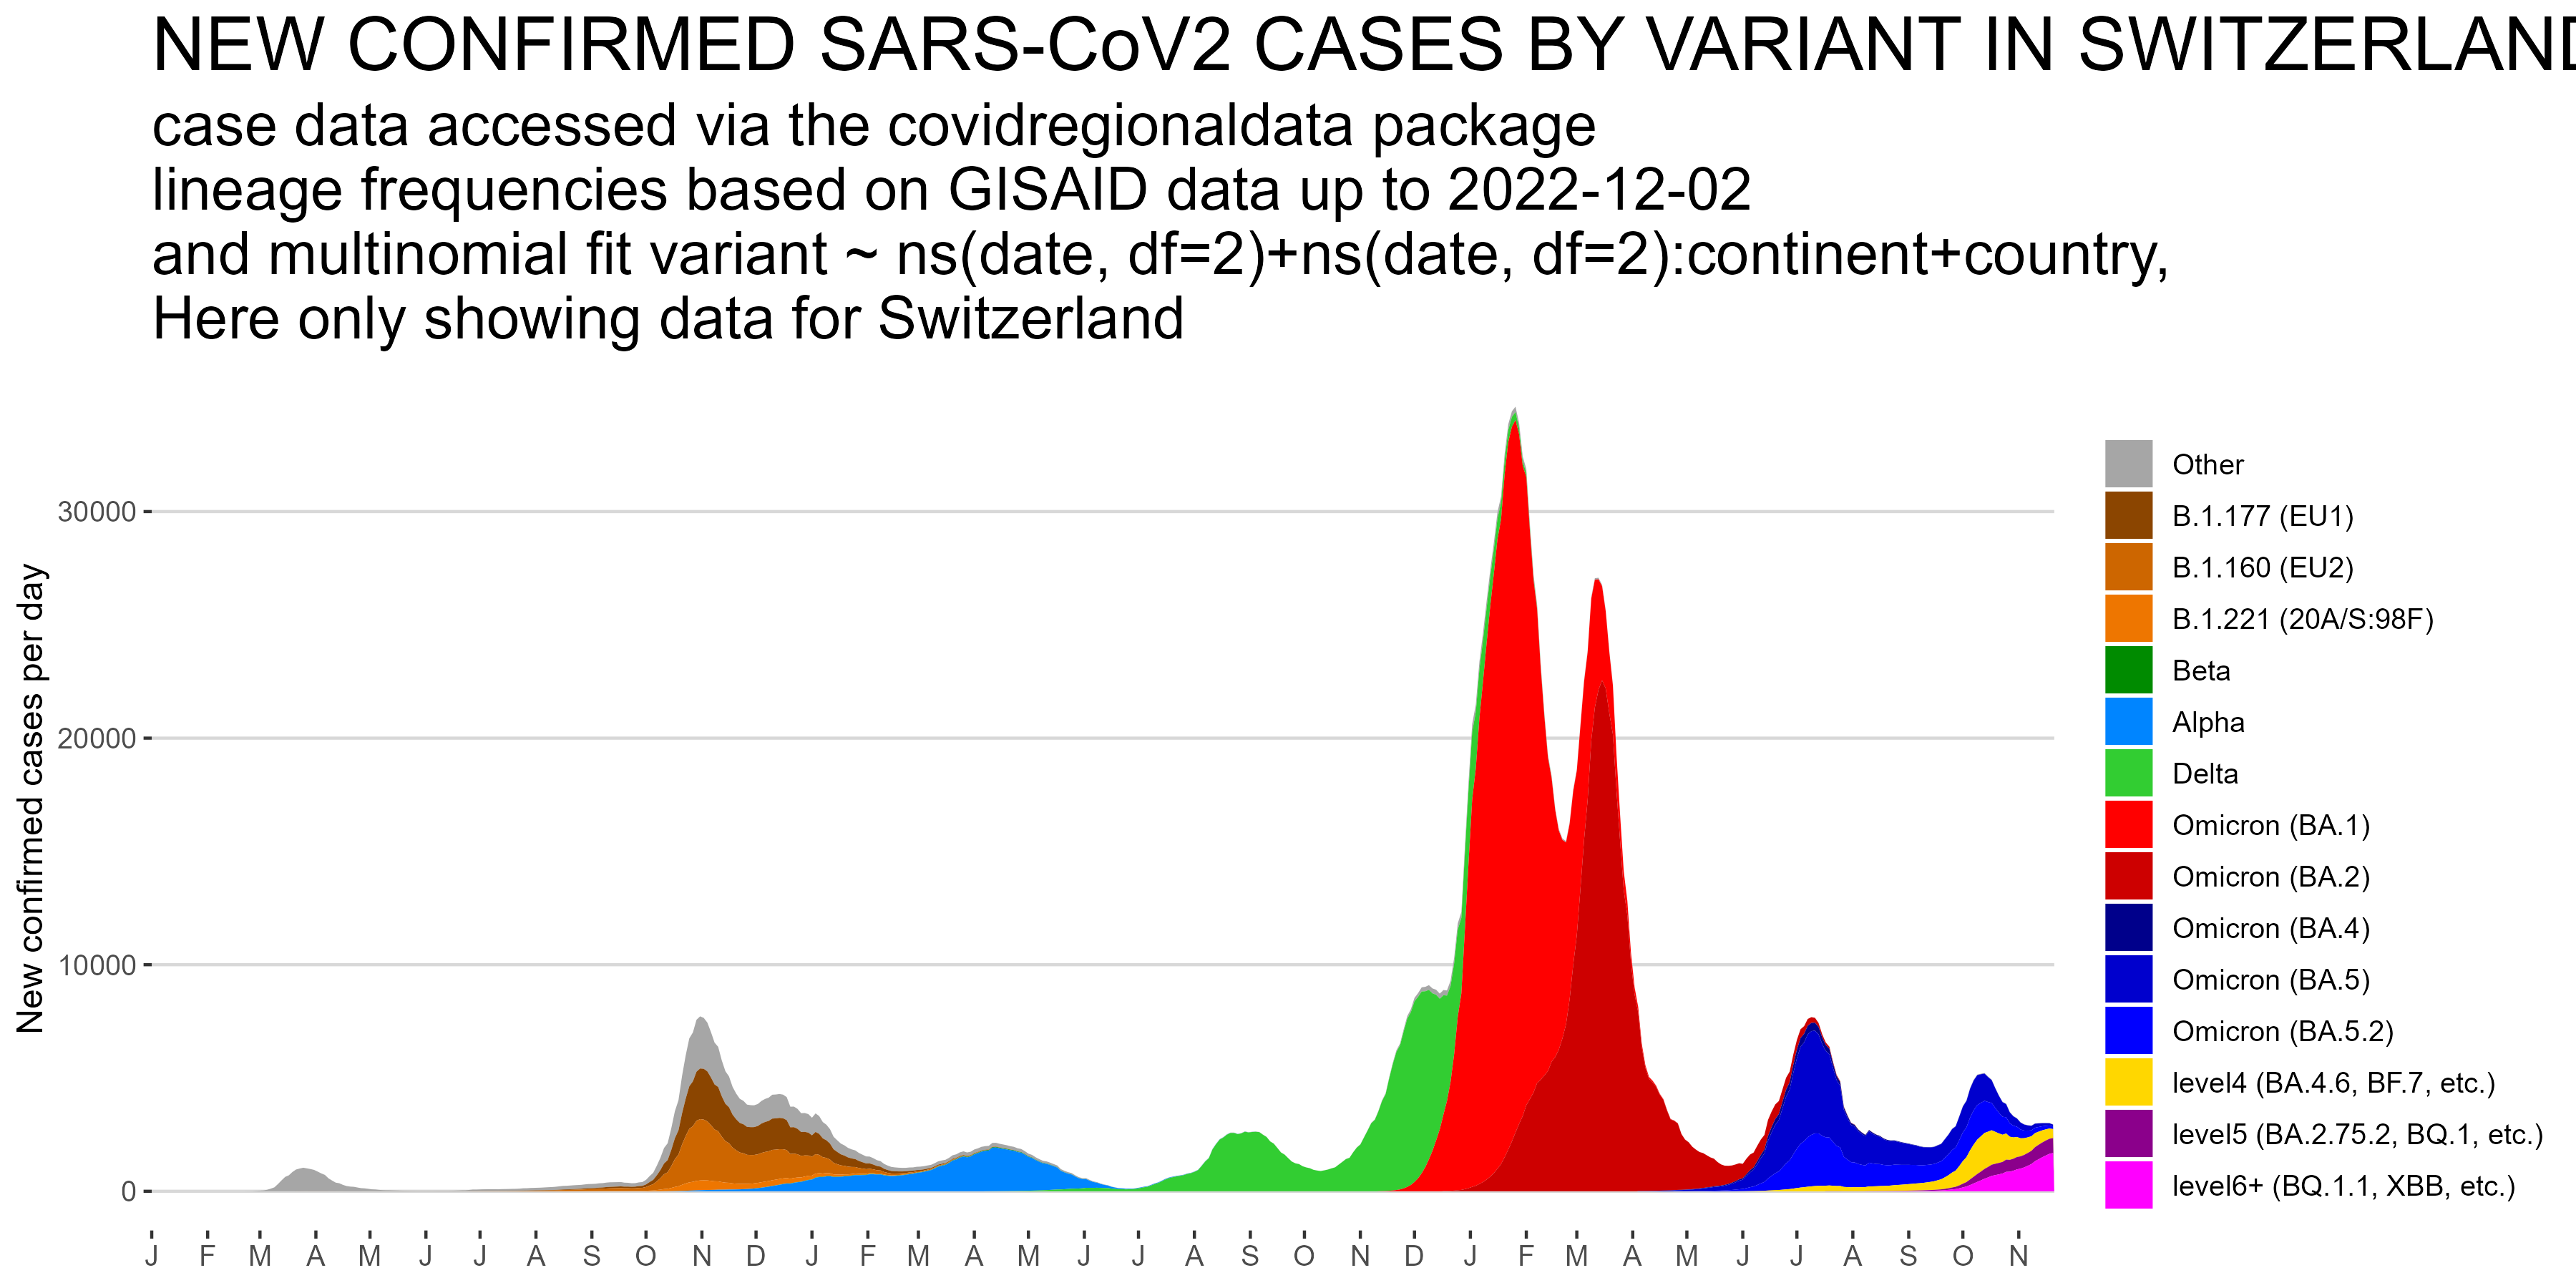 NEW CONFIRMED SARS-CoV2 CASES BY VARIANT IN SWITZERLAND
case data accessed via the covidregionaldata package
lineage frequencies based on GISAID data up to 2022-12-02
and multinomial fit variant ~ ns(date, df=2)+ns(date, df=2):continent+country,
Here only showing data for Switzerland
New confirmed cases per day
30000
20000
10000
0
J F M A M J J A S O N D J F M A M J J A S O N D J F M A M J J A S O N
Other
B.1.177 (EU1)
B.1.160 (EU2)
B.1.221 (20A/S:98F)
Beta
Alpha
Delta
Omicron (BA.1)
Omicron (BA.2)
Omicron (BA.4)
Omicron (BA.5)
Omicron (BA.5.2)
level4 (BA.4.6, BF.7, etc.)
level5 (BA.2.75.2, BQ.1, etc.)
level6+ (BQ.1.1, XBB, etc.)